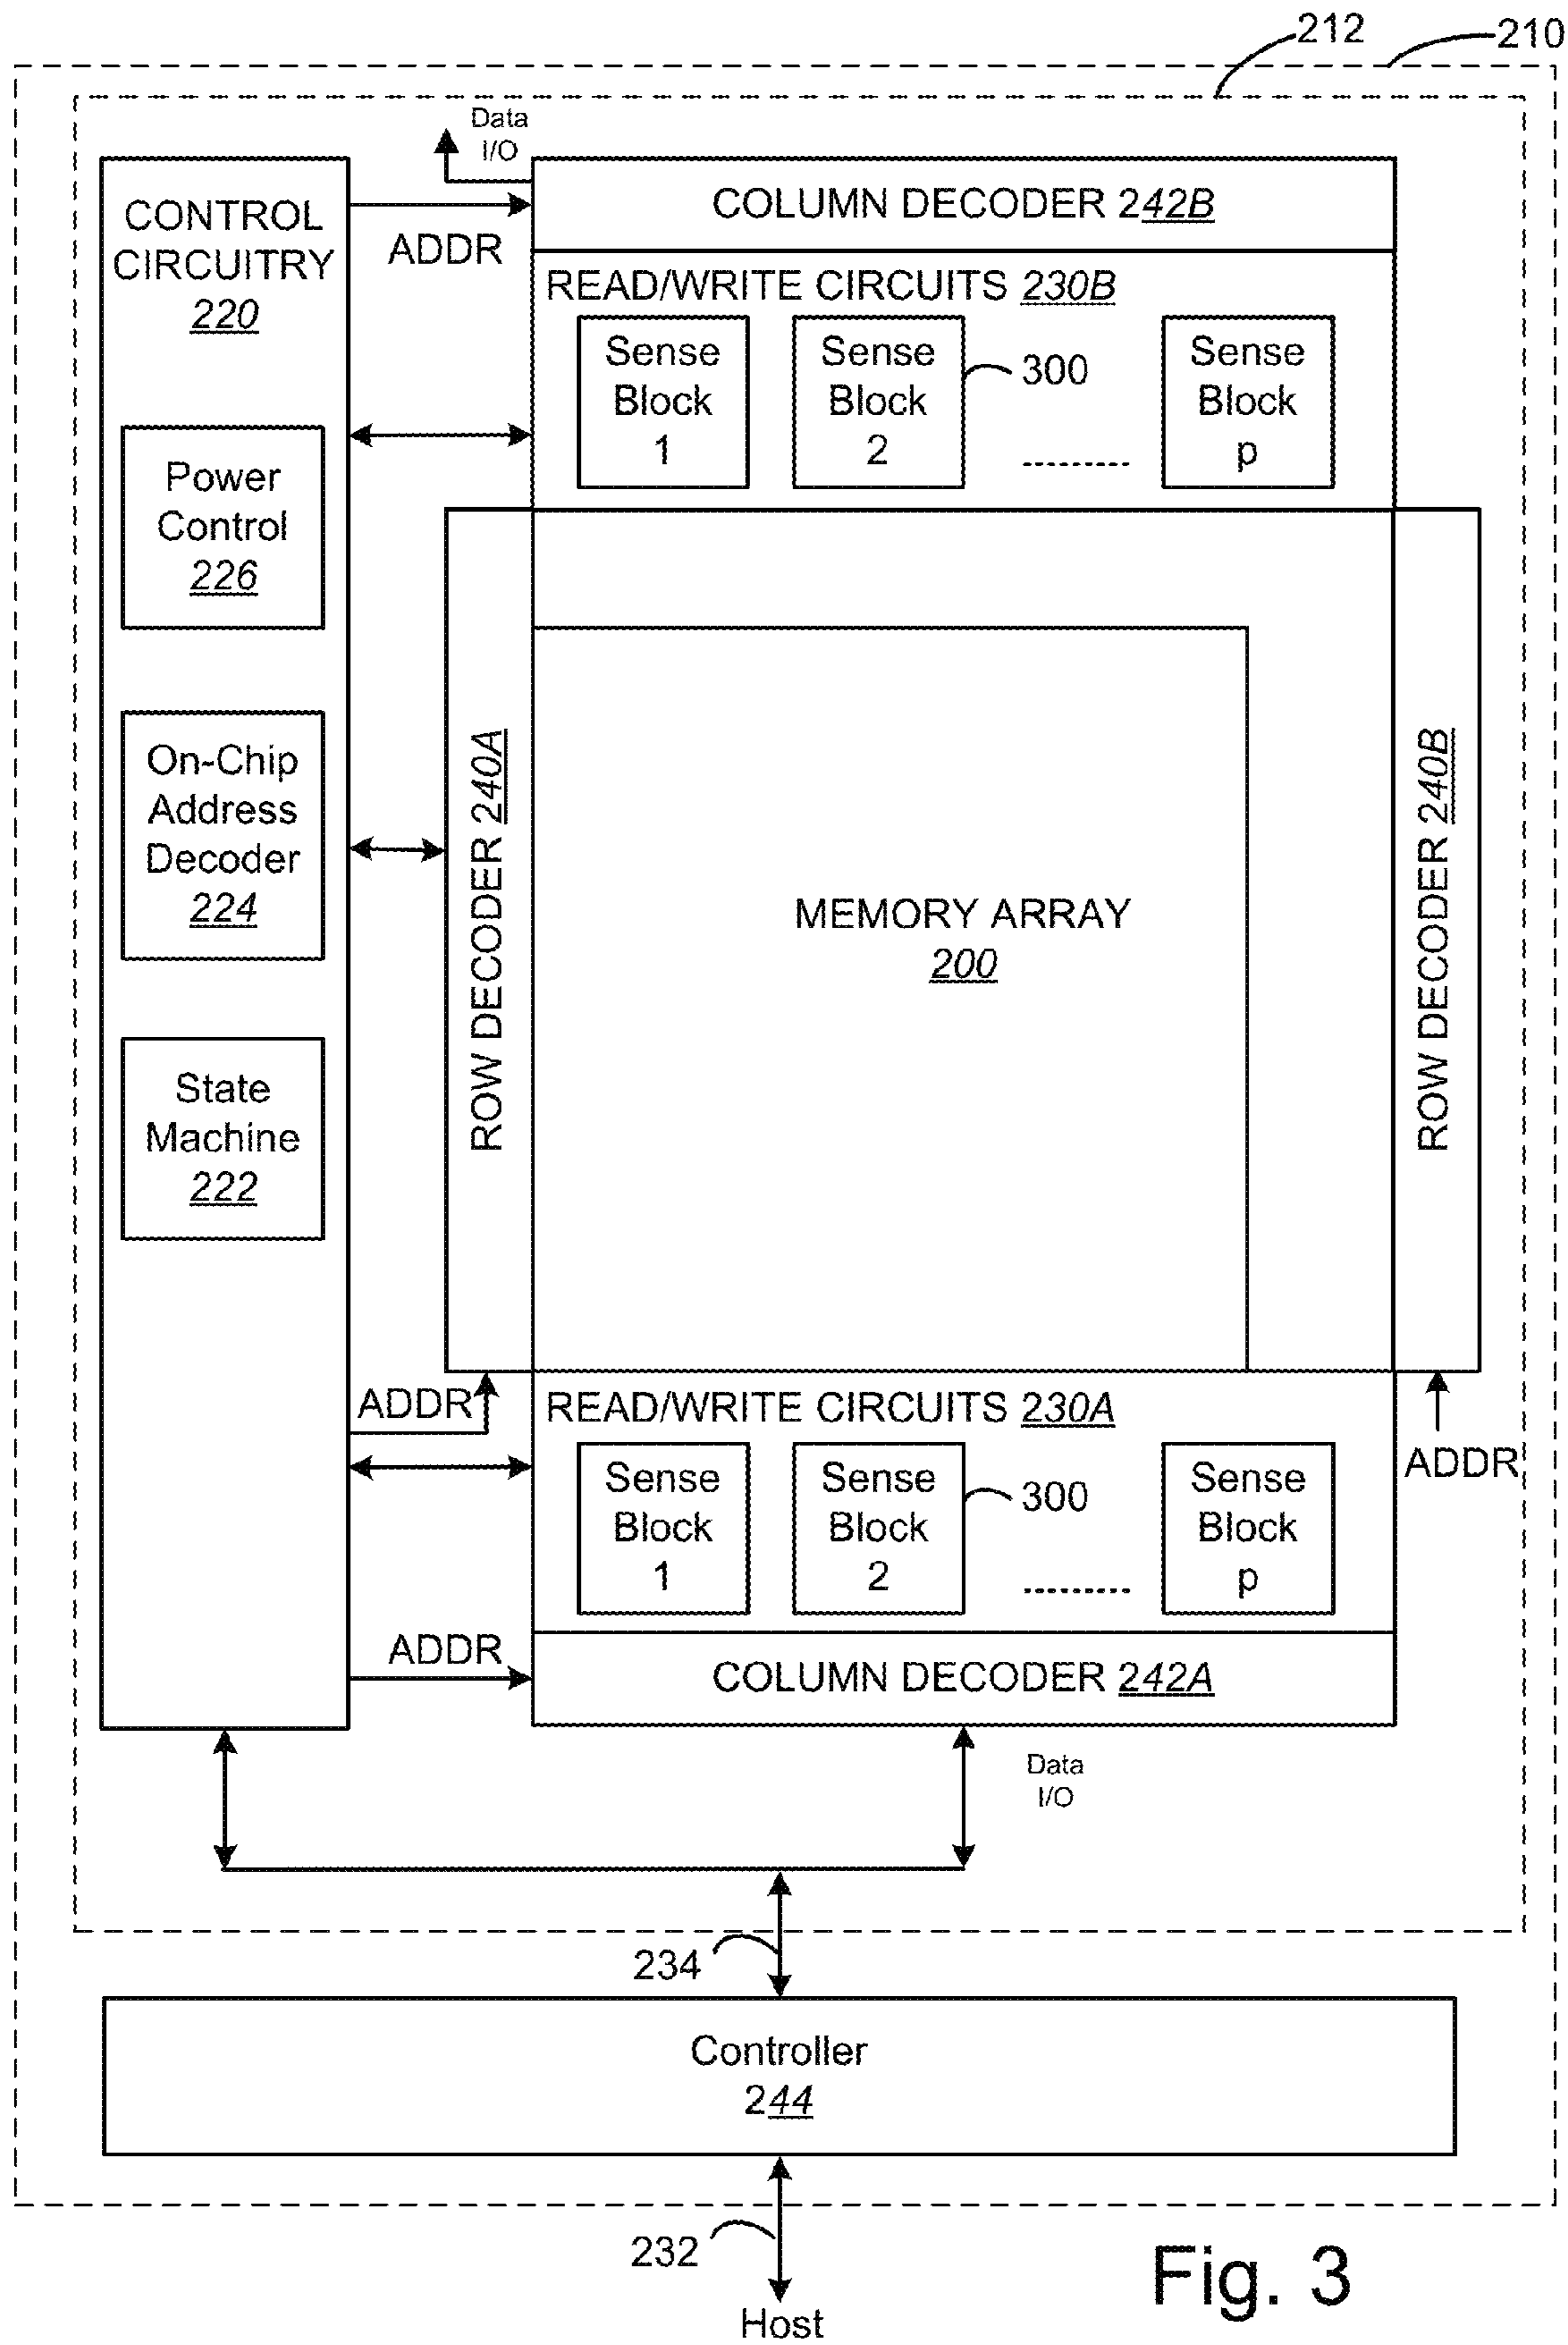 212
210
Data
I/O
CONTROL
CIRCUITRY
220
ADDR
COLUMN DECODER 242B
READ/WRITE CIRCUITS 230B
Sense
Block
1
Sense
Block
2
300
.........
Sense
Block
p
Power
Control
226
On-Chip
Address
Decoder
224
State
Machine
222
ROW DECODER 240A
MEMORY ARRAY
200
ROW DECODER 240B
ADDR
READ/WRITE CIRCUITS 230A
ADDR
Sense
Block
1
Sense
Block
2
300
.........
Sense
Block
p
ADDR
COLUMN DECODER 242A
Data
I/O
234
Controller
244
232
Host
Fig. 3